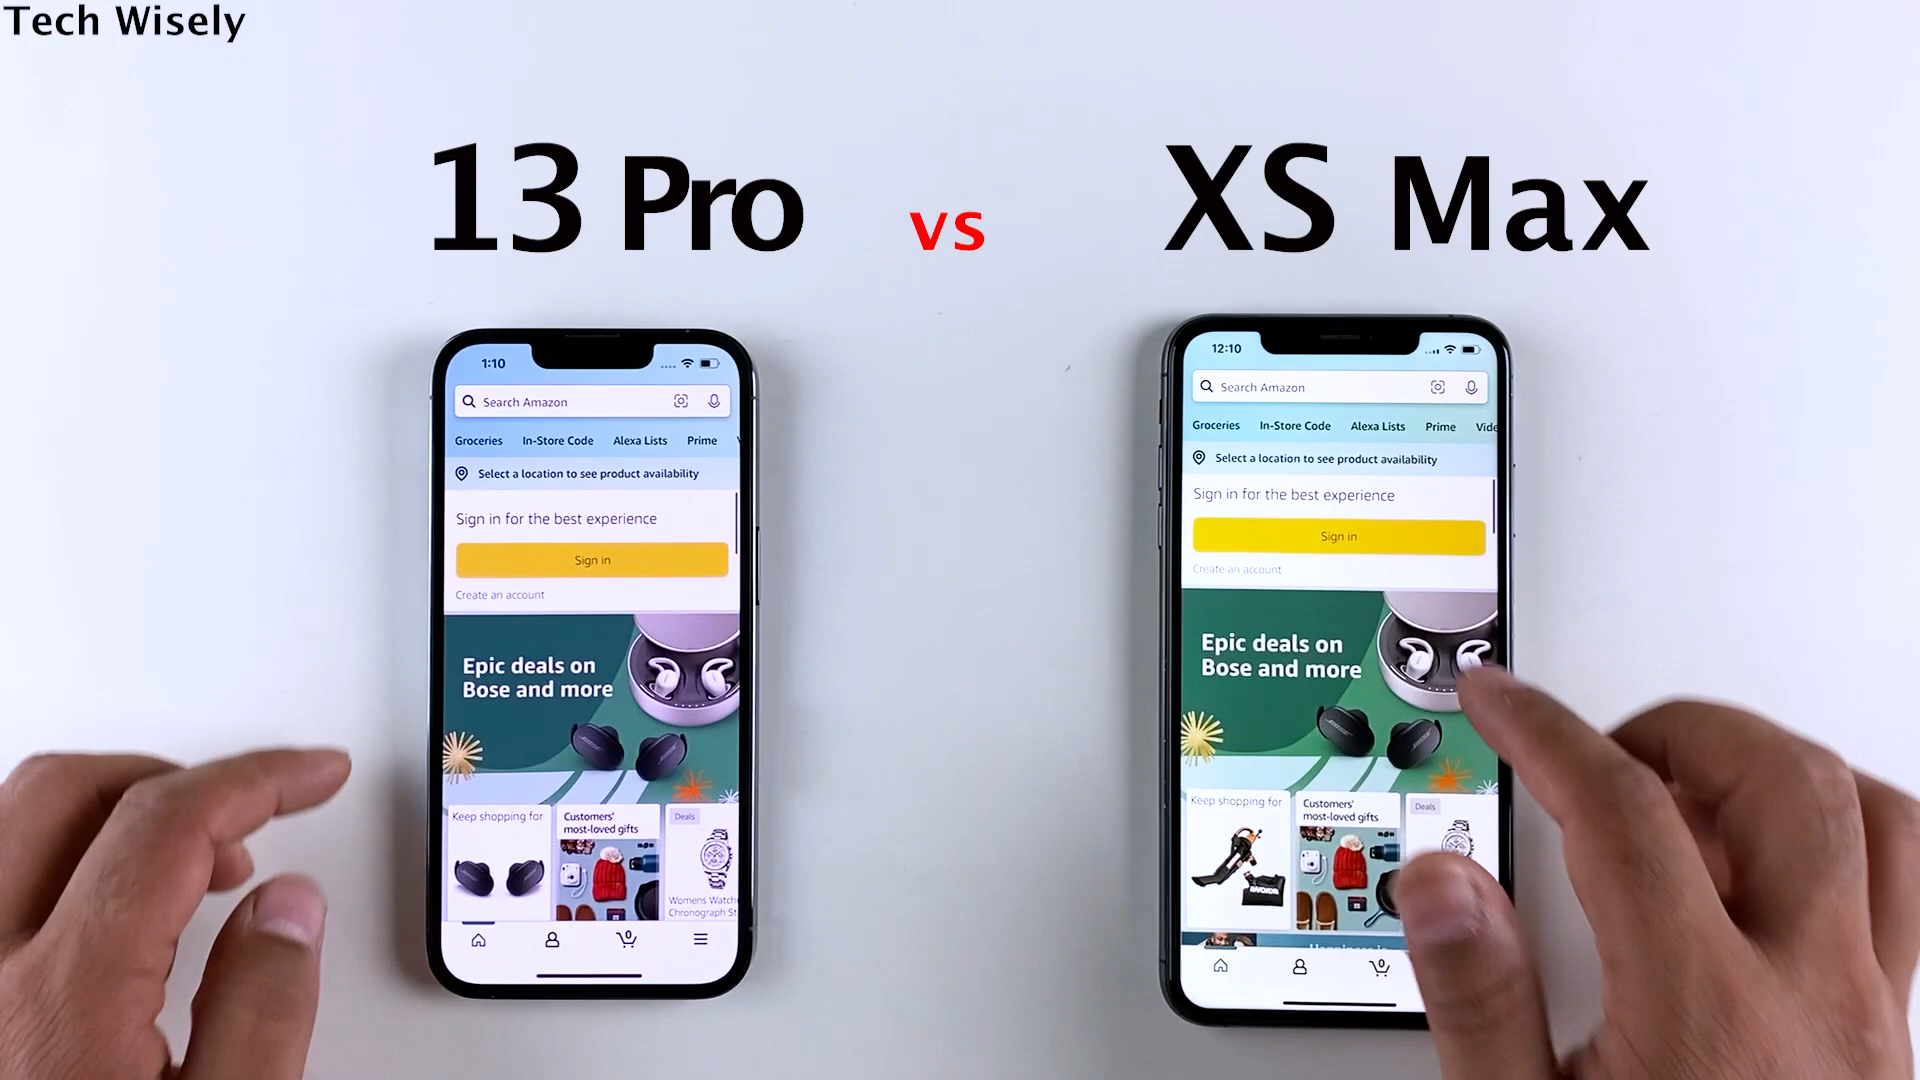 Tech Wisely
13 Pro vs XS Max
1:10
Search Amazon
Groceries In-Store Code Alexa Lists Prime
Select a location to see product availability
Sign in for the best experience
Sign in
Create an account
Epic deals on
Bose and more
Keep shopping for
Customers'
most-loved gifts
Deals
Womens Watch
Chronograph St
0
12:10
Search Amazon
Groceries In-Store Code Alexa Lists Prime Vide
Select a location to see product availability
Sign in for the best experience
Sign in
Create an account
Epic deals on
Bose and more
Keep shopping for
Customers'
most-loved gifts
Deals
0